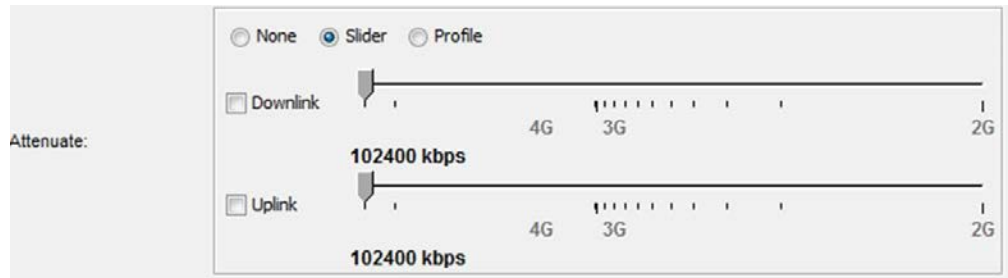 None Slider Profile
Downlink
4G 3G 2G
Attenuate:
102400 kbps
Uplink
4G 3G 2G
102400 kbps